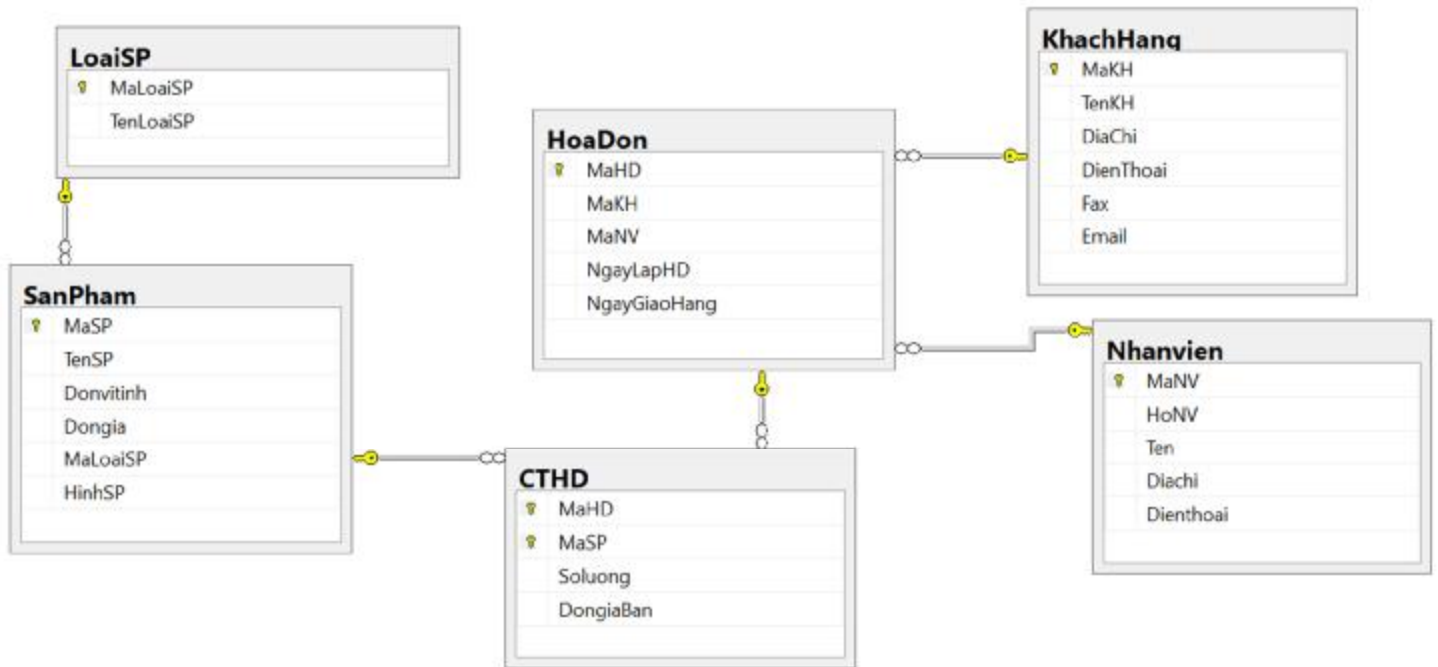 LoaiSP
MaLoaiSP
TenLoaiSP
SanPham
MaSP
TenSP
Donvitinh
Dongia
MaLoaiSP
HinhSP
HoaDon
MaHD
MaKH
MaNV
NgayLapHD
NgayGiaoHang
CTHD
MaHD
MaSP
Soluong
DongiaBan
KhachHang
MaKH
TenKH
DiaChi
DienThoai
Fax
Email
Nhanvien
MaNV
HoNV
Ten
Diachi
Dienthoai